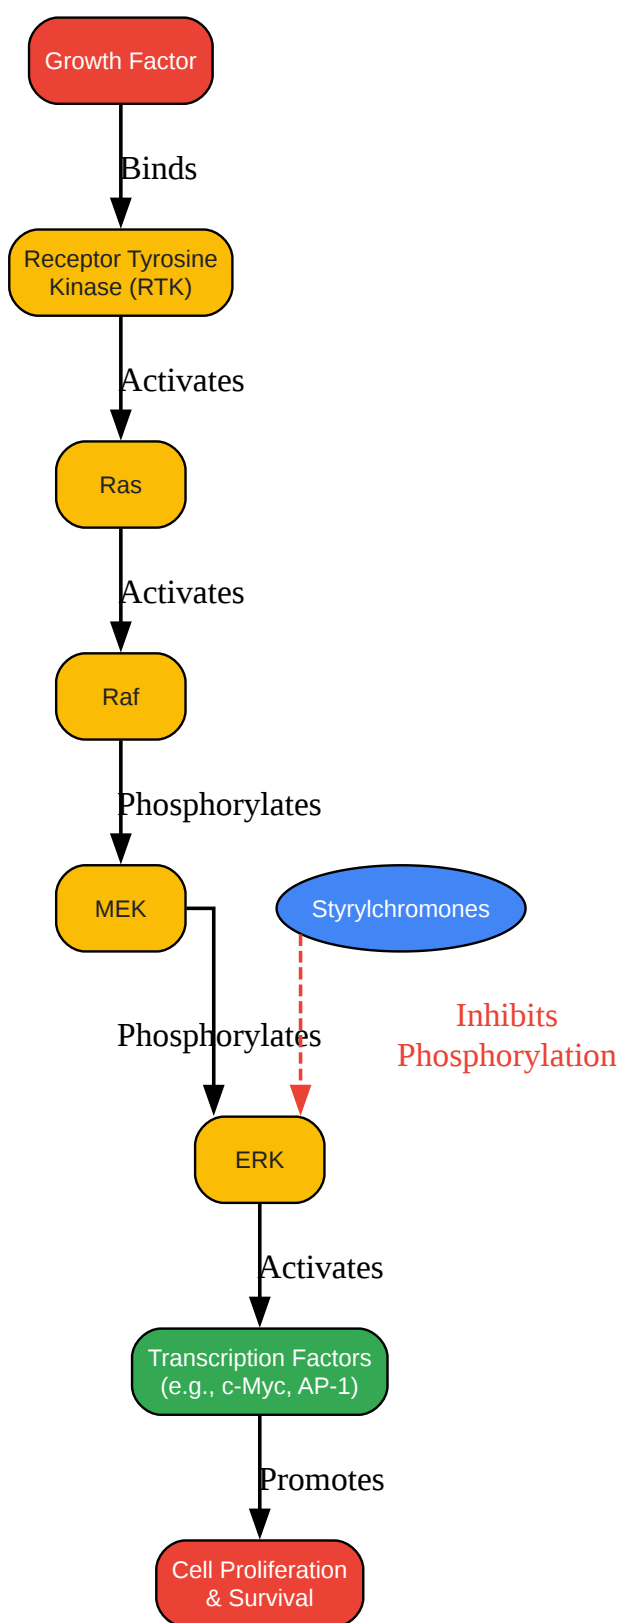 Growth Factor
Binds
Receptor Tyrosine
Kinase (RTK)
Activates
Ras
Activates
Raf
Phosphorylates
MEK
Styrylchromones
Phosphorylates
Inhibits
Phosphorylation
ERK
Activates
Transcription Factors
(e.g., c-Myc, AP-1)
Promotes
Cell Proliferation
& Survival